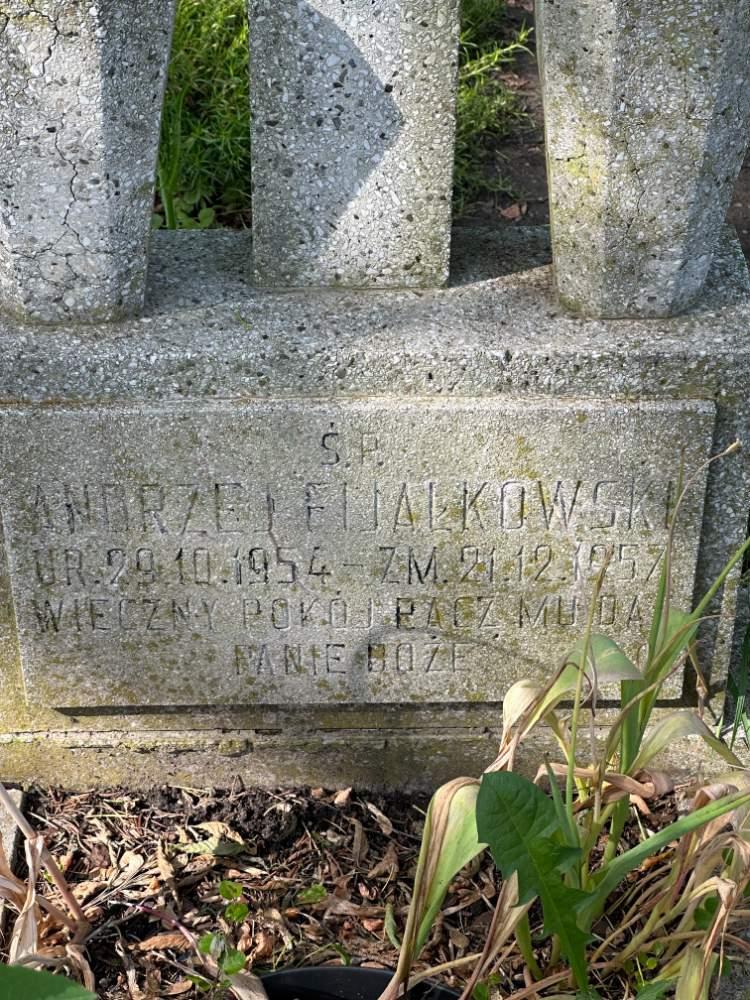 Ś.P.
ANDRZEJ FIJAŁKOWSKI
UR. 29.10.1954 – ZM. 21.12.1957
WIECZNY POKÓJ RACZ MU DAĆ
PANIE BOŻE